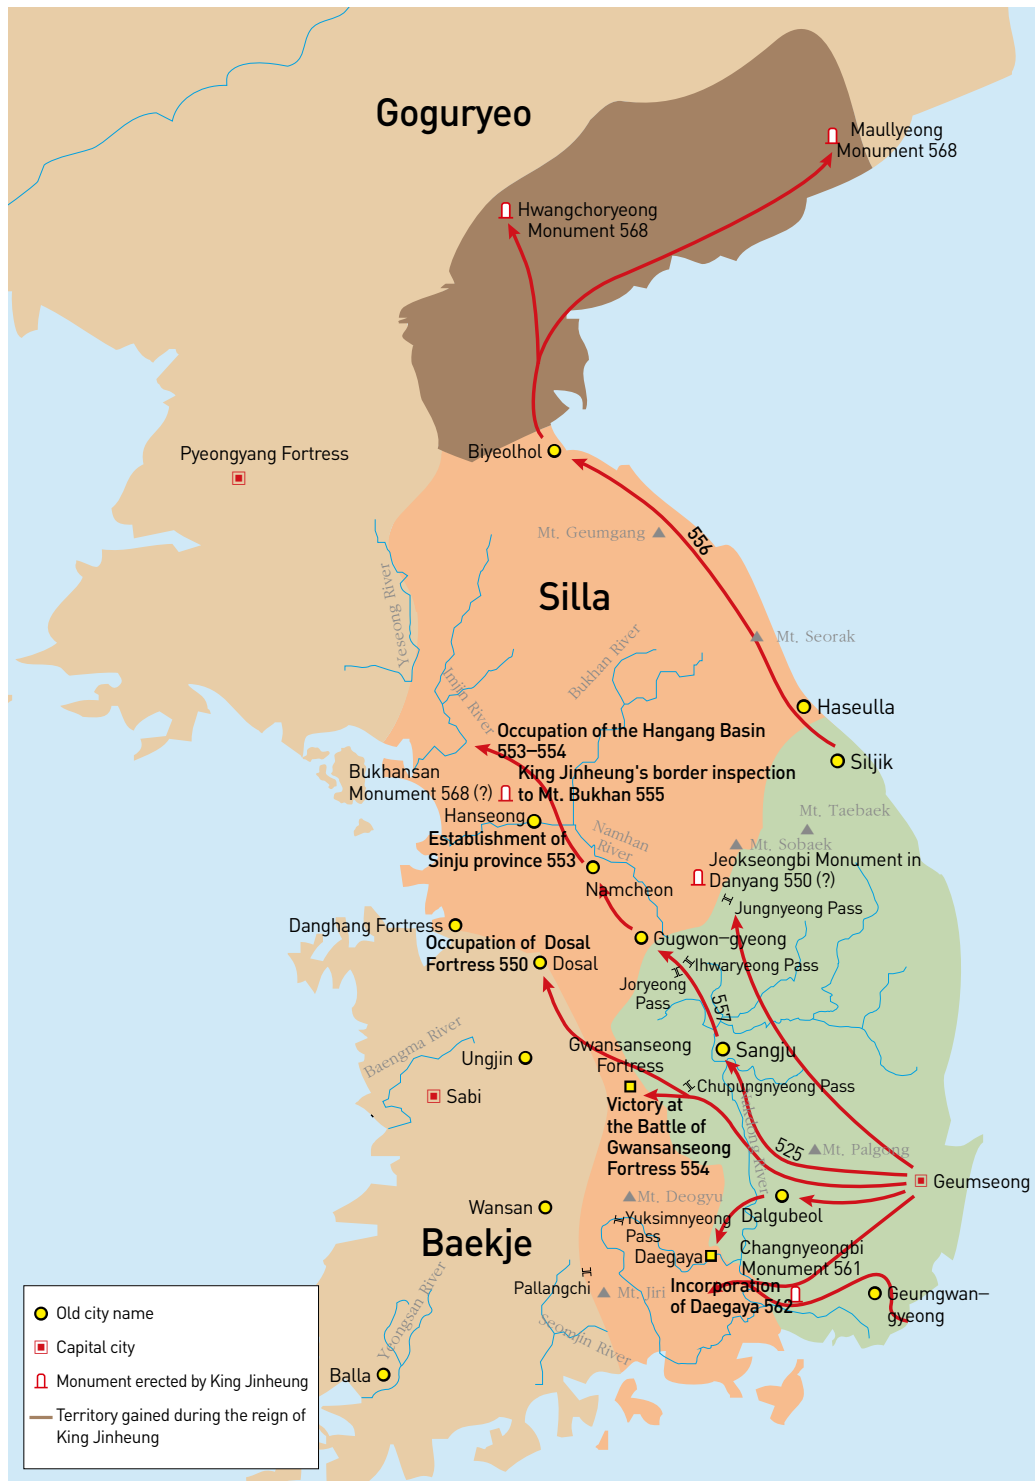 Goguryeo
Maullyeong
Monument 568
Hwangchoryeong
Monument 568
Biyeolhol
Pyeongyang Fortress
Mt. Geumgang
556
Silla
Yeseong River
Imjin River
Bukhan River
Mt. Seorak
Haseulla
Siljik
Occupation of the Hangang Basin
553–554
King Jinheung's border inspection
to Mt. Bukhan 555
Bukhansan
Monument 568 (?)
Hanseong
Establishment of
Sinju province 553
Namhan
River
Mt. Taebaek
Mt. Sobaek
Jeokseongbi Monument in
Danyang 550 (?)
Namcheon
Jungnyeong Pass
Danghang Fortress
Gugwon–gyeong
Occupation of Dosal
Fortress 550
Dosal
Ihwaryeong Pass
Joryeong
Pass
557
Baengma River
Ungjin
Gwansanseong
Fortress
Sangju
Sabi
Chupungnyeong Pass
Victory at
the Battle of
Gwansanseong
Fortress 554
Nakdong River
525
Mt. Palgong
Geumseong
Mt. Deogyu
Wansan
Yuksimnyeong
Pass
Dalgubeol
Baekje
Daegaya
Changnyeongbi
Monument 561
Pallangchi
Mt. Jiri
Incorporation
of Daegaya 562
Geumgwan–
gyeong
Yeongsan River
Seomjin River
Balla
Old city name
Capital city
Monument erected by King Jinheung
Territory gained during the reign of
King Jinheung